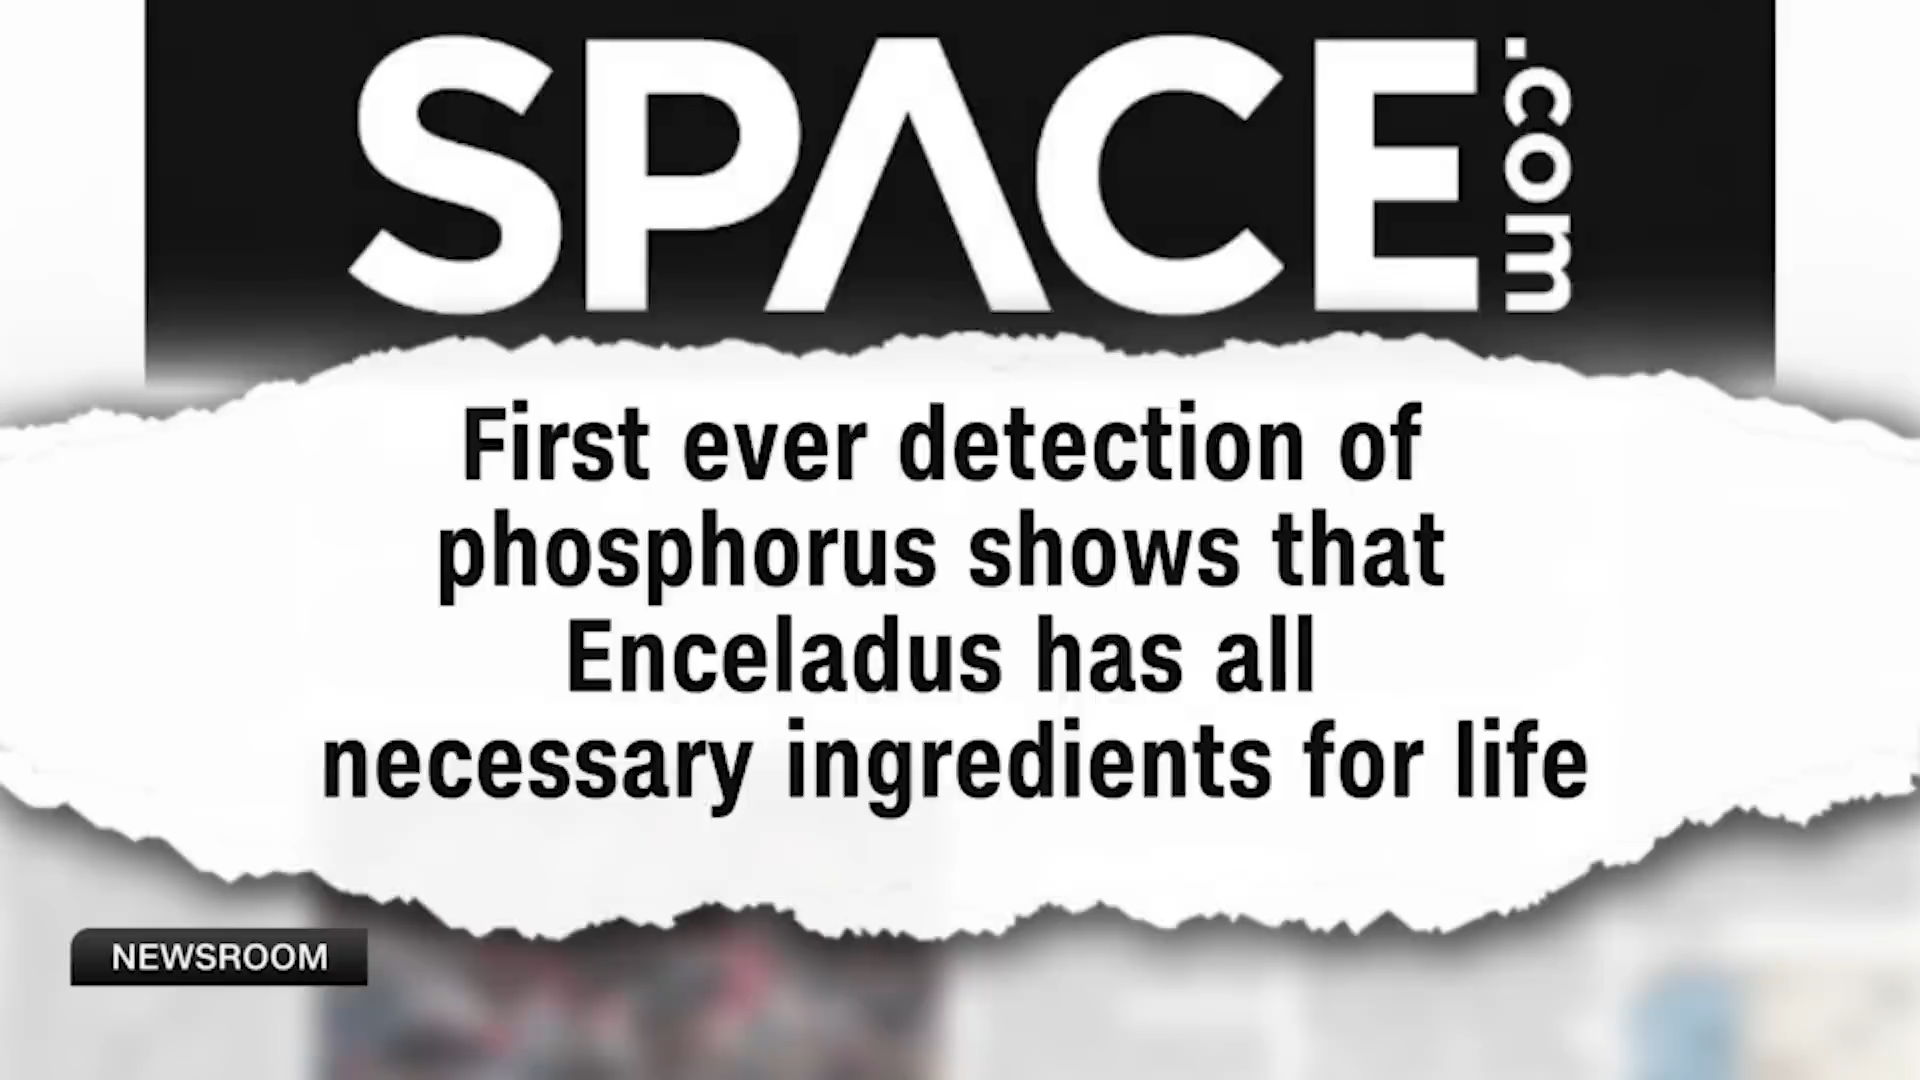 SPACE.com
First ever detection of
phosphorus shows that
Enceladus has all
necessary ingredients for life
NEWSROOM